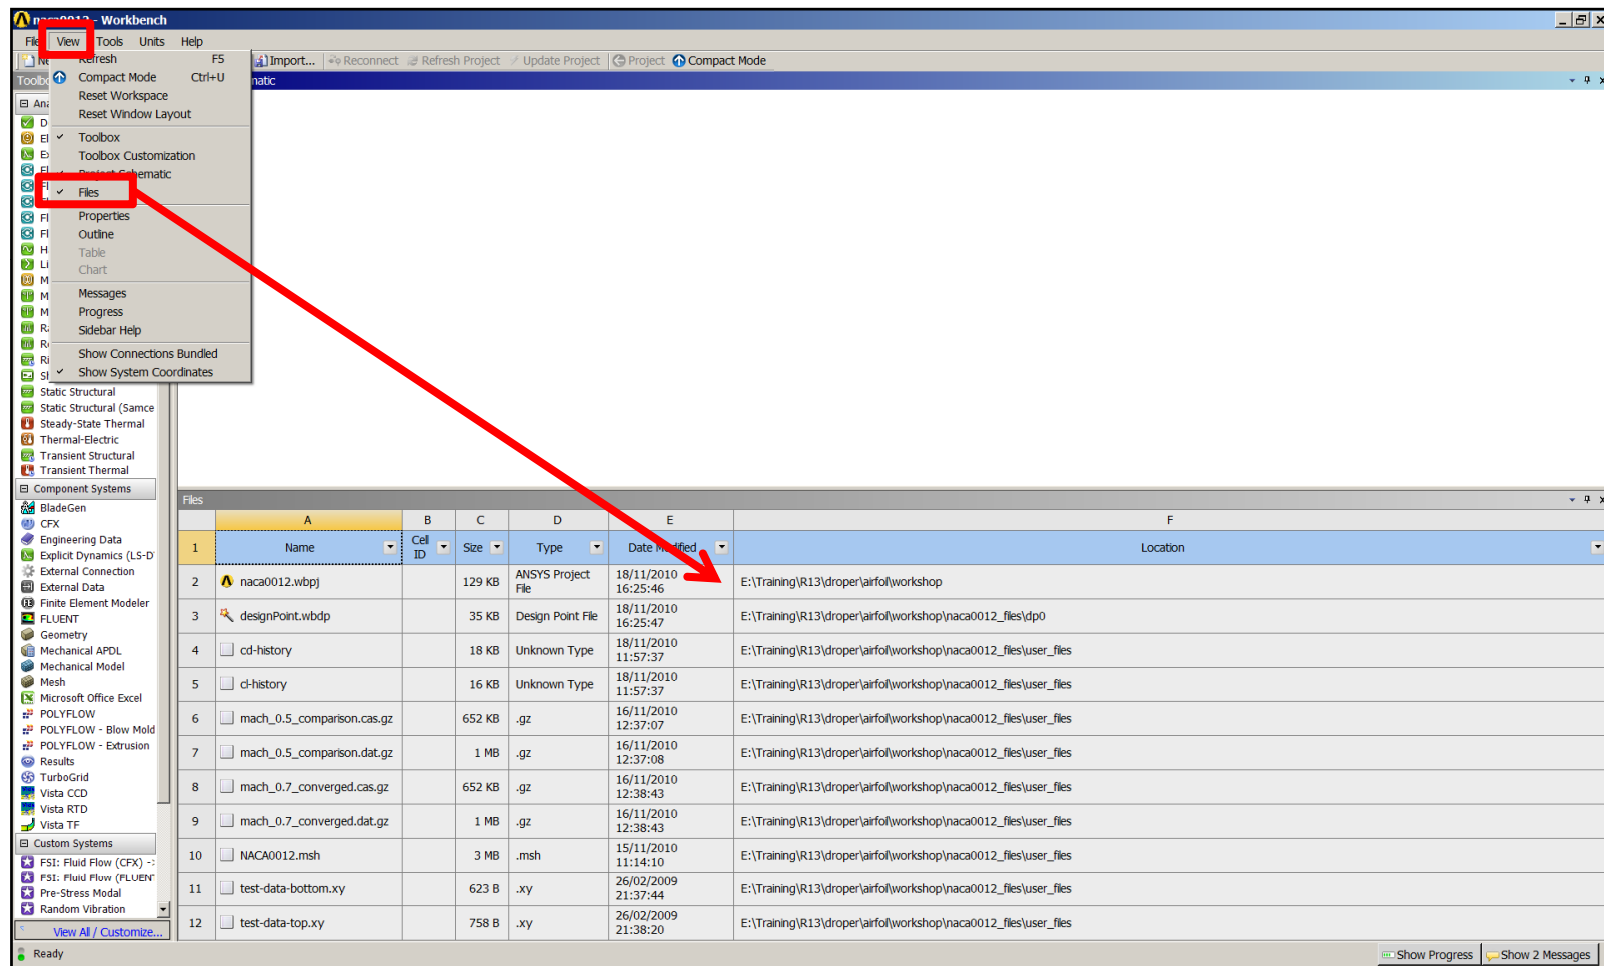 naca0012 - Workbench
File View Tools Units Help
Import... Reconnect Refresh Project Update Project Project Compact Mode
Refresh F5
Compact Mode Ctrl+U
Reset Workspace
Reset Window Layout
Toolbox
Toolbox Customization
Project Schematic
Files
Properties
Outline
Table
Chart
Messages
Progress
Sidebar Help
Show Connections Bundled
Show System Coordinates
Static Structural
Static Structural (Samce
Steady-State Thermal
Thermal-Electric
Transient Structural
Transient Thermal
Component Systems
BladeGen
CFX
Engineering Data
Explicit Dynamics (LS-D
External Connection
External Data
Finite Element Modeler
FLUENT
Geometry
Mechanical APDL
Mechanical Model
Mesh
Microsoft Office Excel
POLYFLOW
POLYFLOW - Blow Mold
POLYFLOW - Extrusion
Results
TurboGrid
Vista CCD
Vista RTD
Vista TF
Custom Systems
FSI: Fluid Flow (CFX) ->
FSI: Fluid Flow (FLUENT
Pre-Stress Modal
Random Vibration
View All / Customize...
Files
A B C D E F
1 Name Cell ID Size Type Date Modified Location
2 naca0012.wbpj 129 KB ANSYS Project File 18/11/2010 16:25:46 E:\Training\R13\droper\airfoil\workshop
3 designPoint.wbdp 35 KB Design Point File 18/11/2010 16:25:47 E:\Training\R13\droper\airfoil\workshop\naca0012_files\dp0
4 cd-history 18 KB Unknown Type 18/11/2010 11:57:37 E:\Training\R13\droper\airfoil\workshop\naca0012_files\user_files
5 cl-history 16 KB Unknown Type 18/11/2010 11:57:37 E:\Training\R13\droper\airfoil\workshop\naca0012_files\user_files
6 mach_0.5_comparison.cas.gz 652 KB .gz 16/11/2010 12:37:07 E:\Training\R13\droper\airfoil\workshop\naca0012_files\user_files
7 mach_0.5_comparison.dat.gz 1 MB .gz 16/11/2010 12:37:08 E:\Training\R13\droper\airfoil\workshop\naca0012_files\user_files
8 mach_0.7_converged.cas.gz 652 KB .gz 16/11/2010 12:38:43 E:\Training\R13\droper\airfoil\workshop\naca0012_files\user_files
9 mach_0.7_converged.dat.gz 1 MB .gz 16/11/2010 12:38:43 E:\Training\R13\droper\airfoil\workshop\naca0012_files\user_files
10 NACA0012.msh 3 MB .msh 15/11/2010 11:14:10 E:\Training\R13\droper\airfoil\workshop\naca0012_files\user_files
11 test-data-bottom.xy 623 B .xy 26/02/2009 21:37:44 E:\Training\R13\droper\airfoil\workshop\naca0012_files\user_files
12 test-data-top.xy 758 B .xy 26/02/2009 21:38:20 E:\Training\R13\droper\airfoil\workshop\naca0012_files\user_files
Ready
Show Progress Show 2 Messages